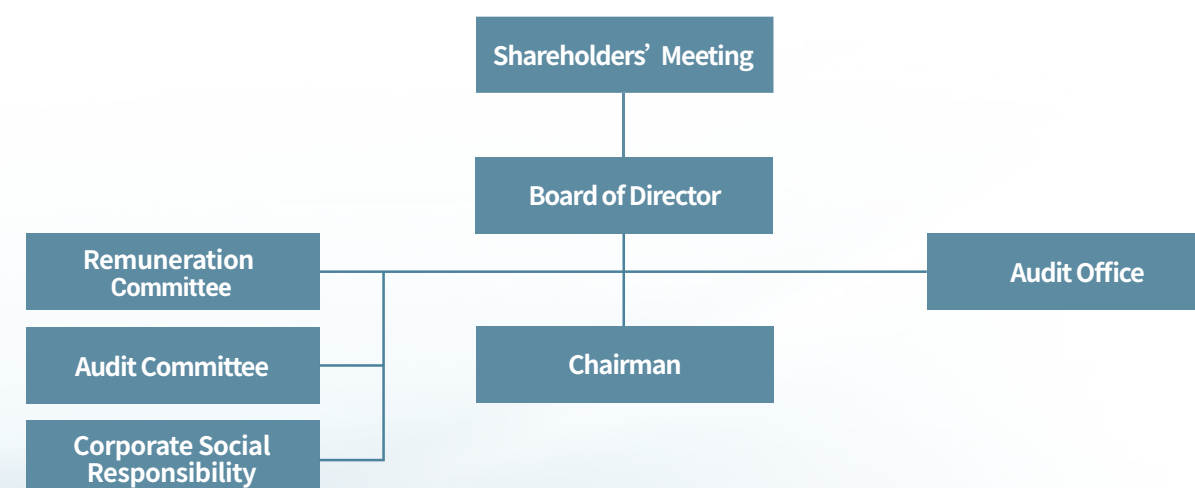 Shareholders’ Meeting
Board of Director
Remuneration
Committee
Audit Office
Audit Committee
Chairman
Corporate Social
Responsibility